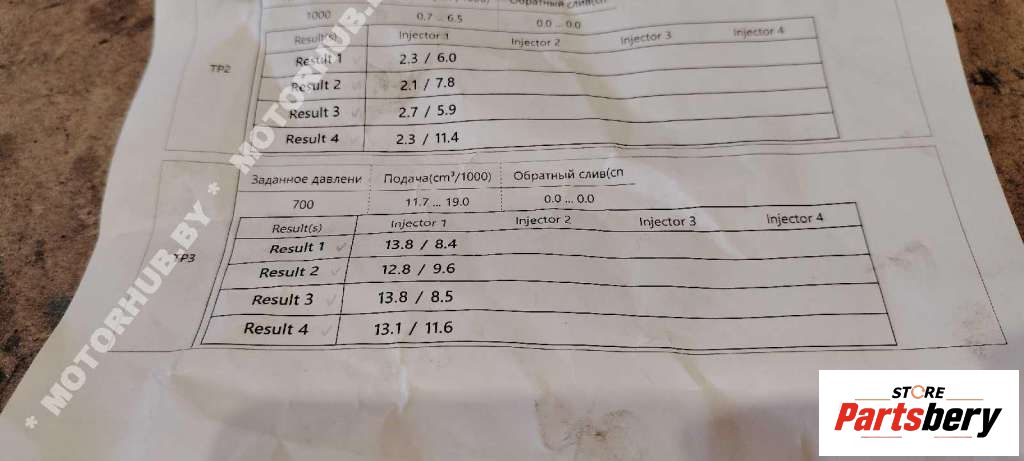 1000 0.7 ... 6.5 0.0 ... 0.0
Result(s) Injector 1 Injector 2 Injector 3 Injector 4
TP2
Result 1 2.3 / 6.0
Result 2 2.1 / 7.8
Result 3 2.7 / 5.9
Result 4 2.3 / 11.4
Заданное давлени Подача(cm³/1000) Обратный слив(сп
700 11.7 ... 19.0 0.0 ... 0.0
Result(s) Injector 1 Injector 2 Injector 3 Injector 4
TP3
Result 1 13.8 / 8.4
Result 2 12.8 / 9.6
Result 3 13.8 / 8.5
Result 4 13.1 / 11.6
* MOTORHUB.BY * MOTORHUB.BY
STORE
Partsbery